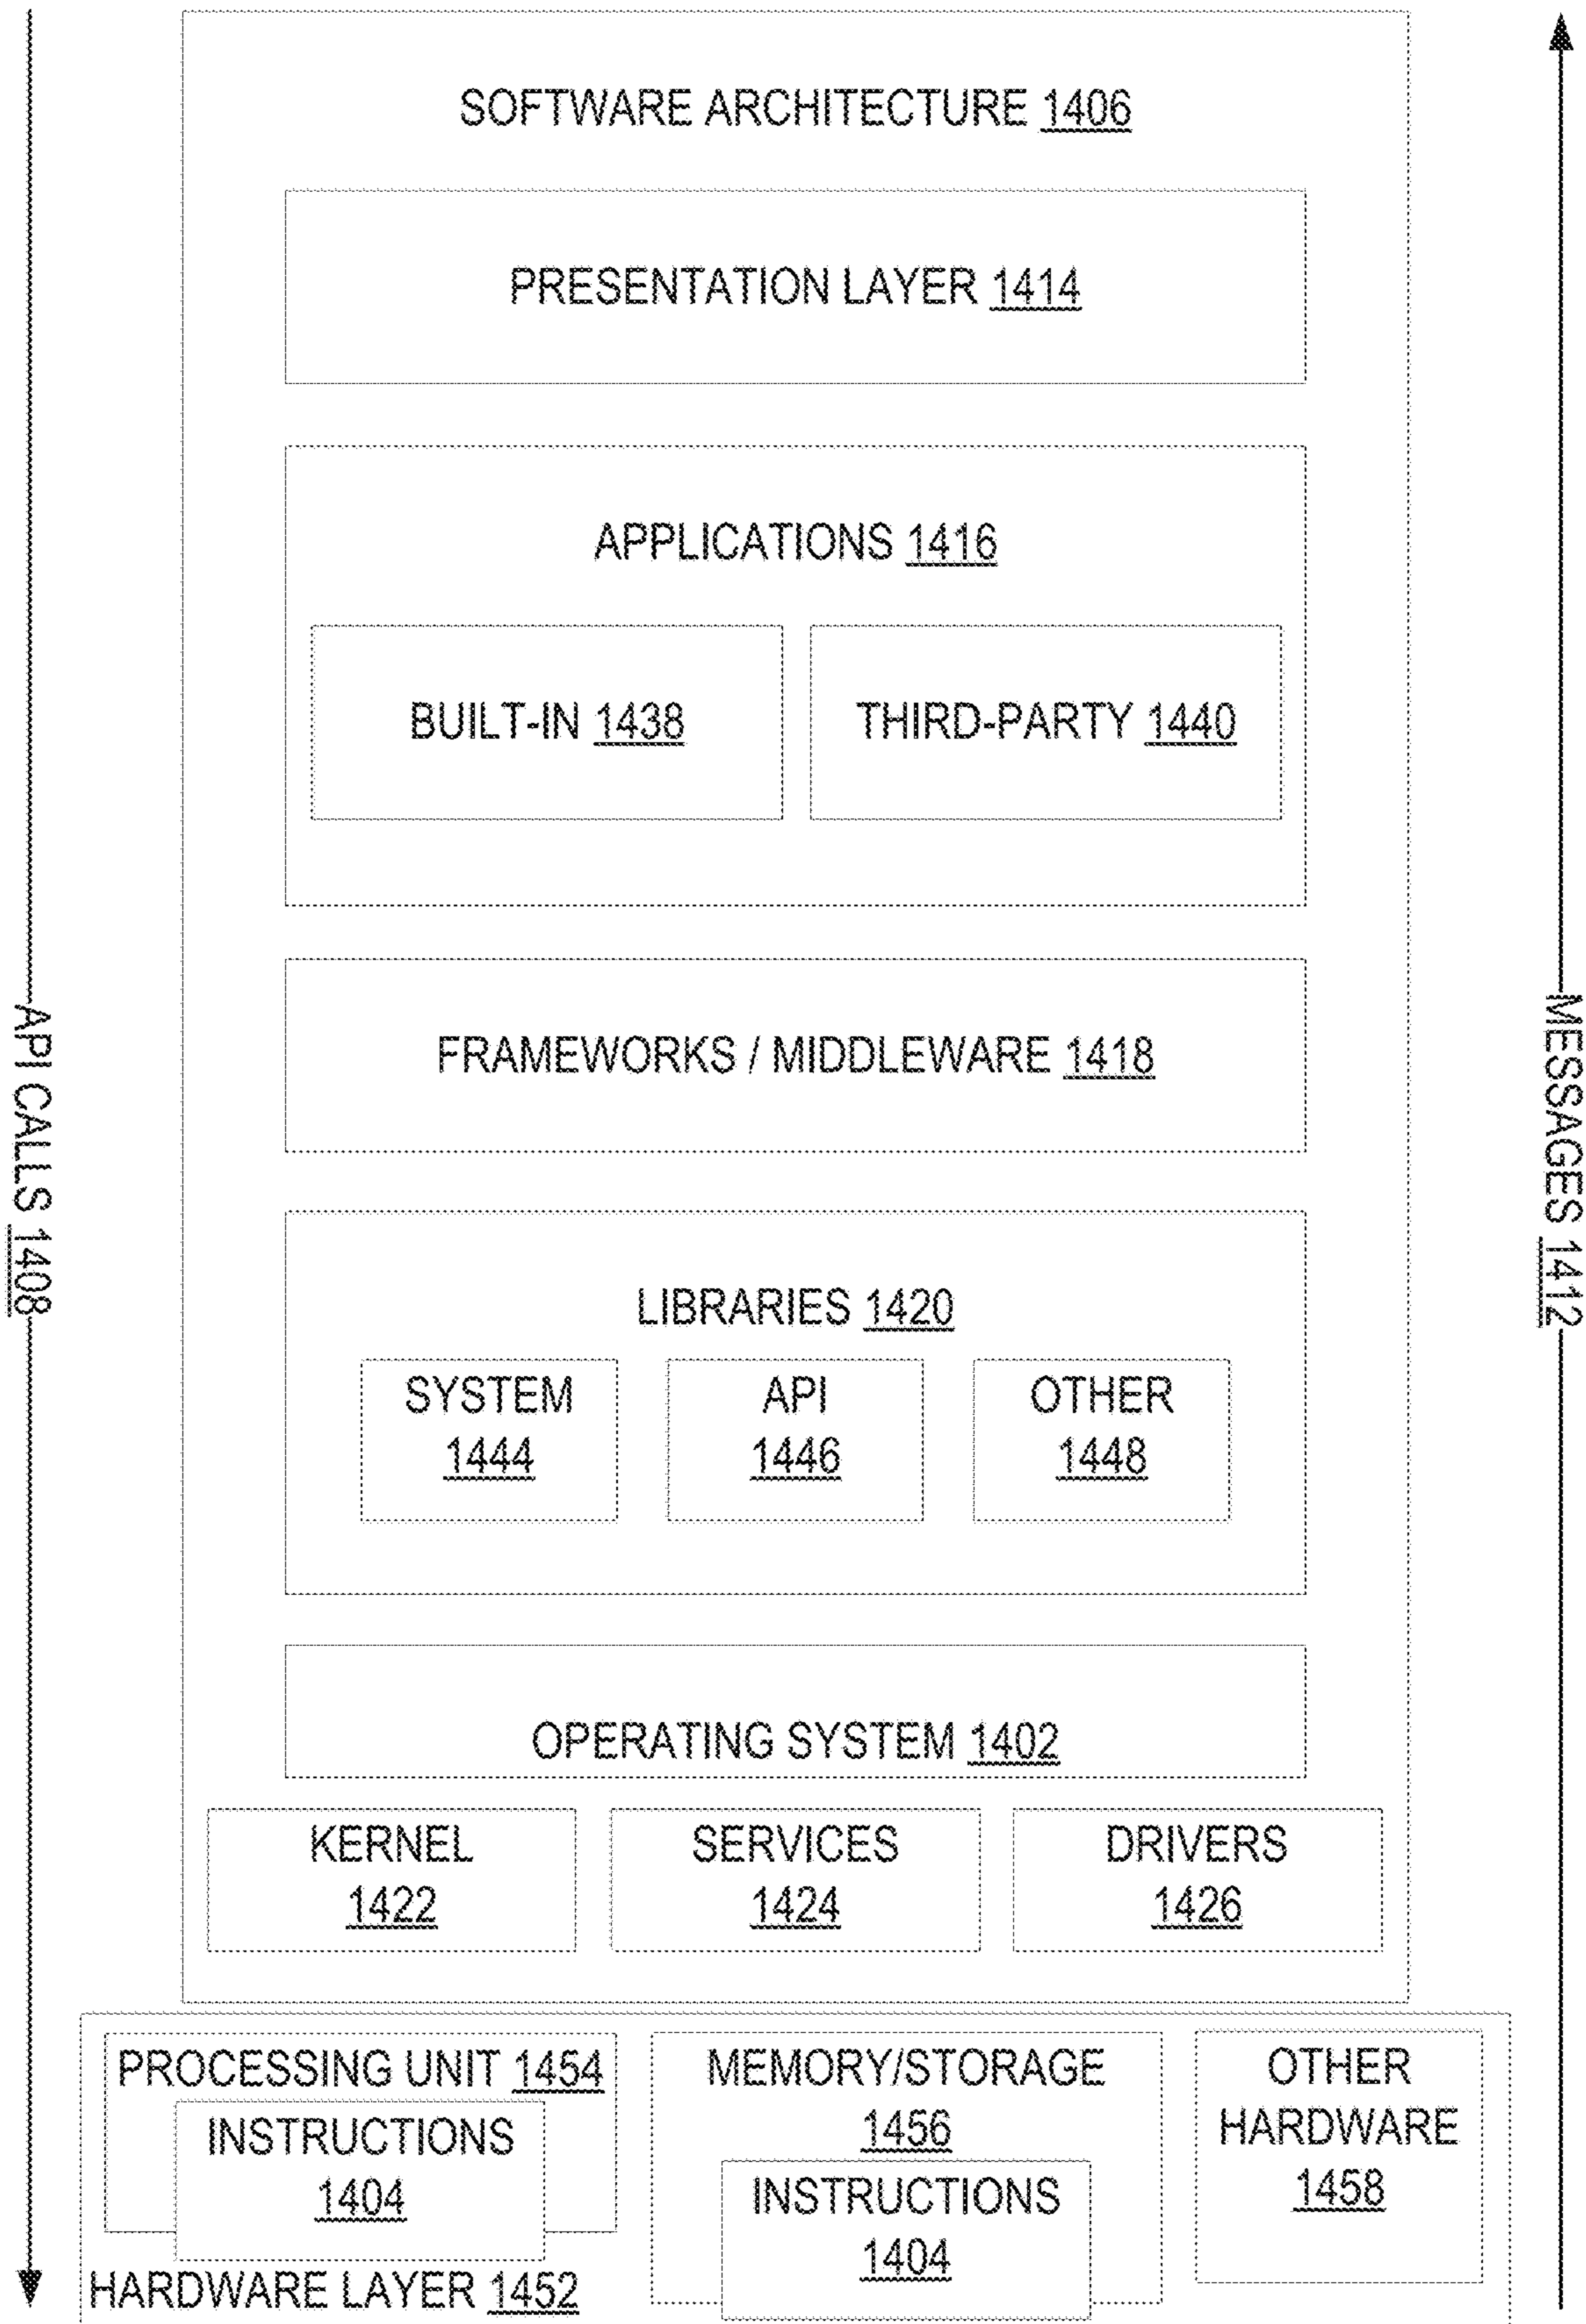 SOFTWARE ARCHITECTURE 1406
PRESENTATION LAYER 1414
APPLICATIONS 1416
BUILT-IN 1438
THIRD-PARTY 1440
FRAMEWORKS / MIDDLEWARE 1418
API CALLS 1408
MESSAGES 1412
LIBRARIES 1420
SYSTEM
1444
API
1446
OTHER
1448
OPERATING SYSTEM 1402
KERNEL
1422
SERVICES
1424
DRIVERS
1426
PROCESSING UNIT 1454
INSTRUCTIONS
1404
MEMORY/STORAGE
1456
INSTRUCTIONS
1404
OTHER
HARDWARE
1458
HARDWARE LAYER 1452